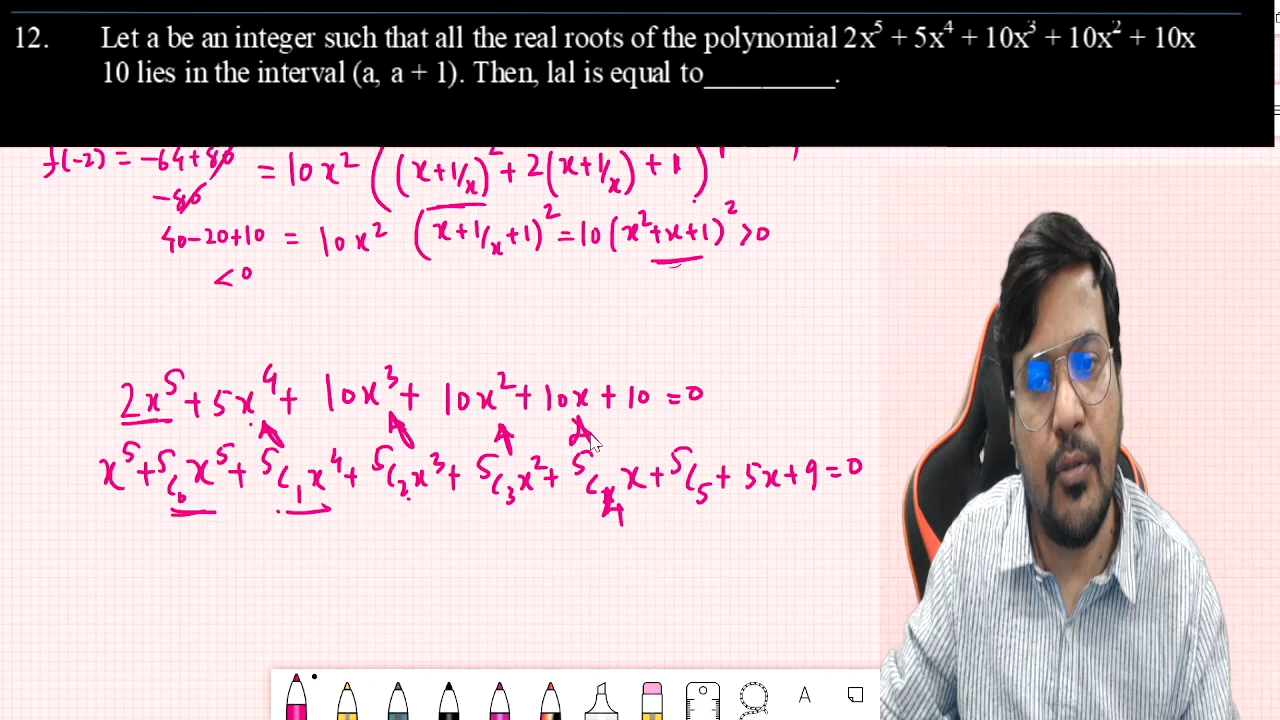 12. Let a be an integer such that all the real roots of the polynomial 2x⁵ + 5x⁴ + 10x³ + 10x² + 10x
10 lies in the interval (a, a + 1). Then, lal is equal to__________.
f(-2) = -64+80 = 10x² ((x+1/x)² + 2(x+1/x) + 1)
-80
40-20+10 = 10x² (x+1/x+1)² = 10(x²+x+1)² >0
<0
2x⁵ + 5x⁴ + 10x³ + 10x² + 10x + 10 = 0
x⁵ + ⁵C₀x⁵ + ⁵C₁x⁴ + ⁵C₂x³ + ⁵C₃x² + ⁵C₄x + ⁵C₅ + 5x + 9 = 0
A